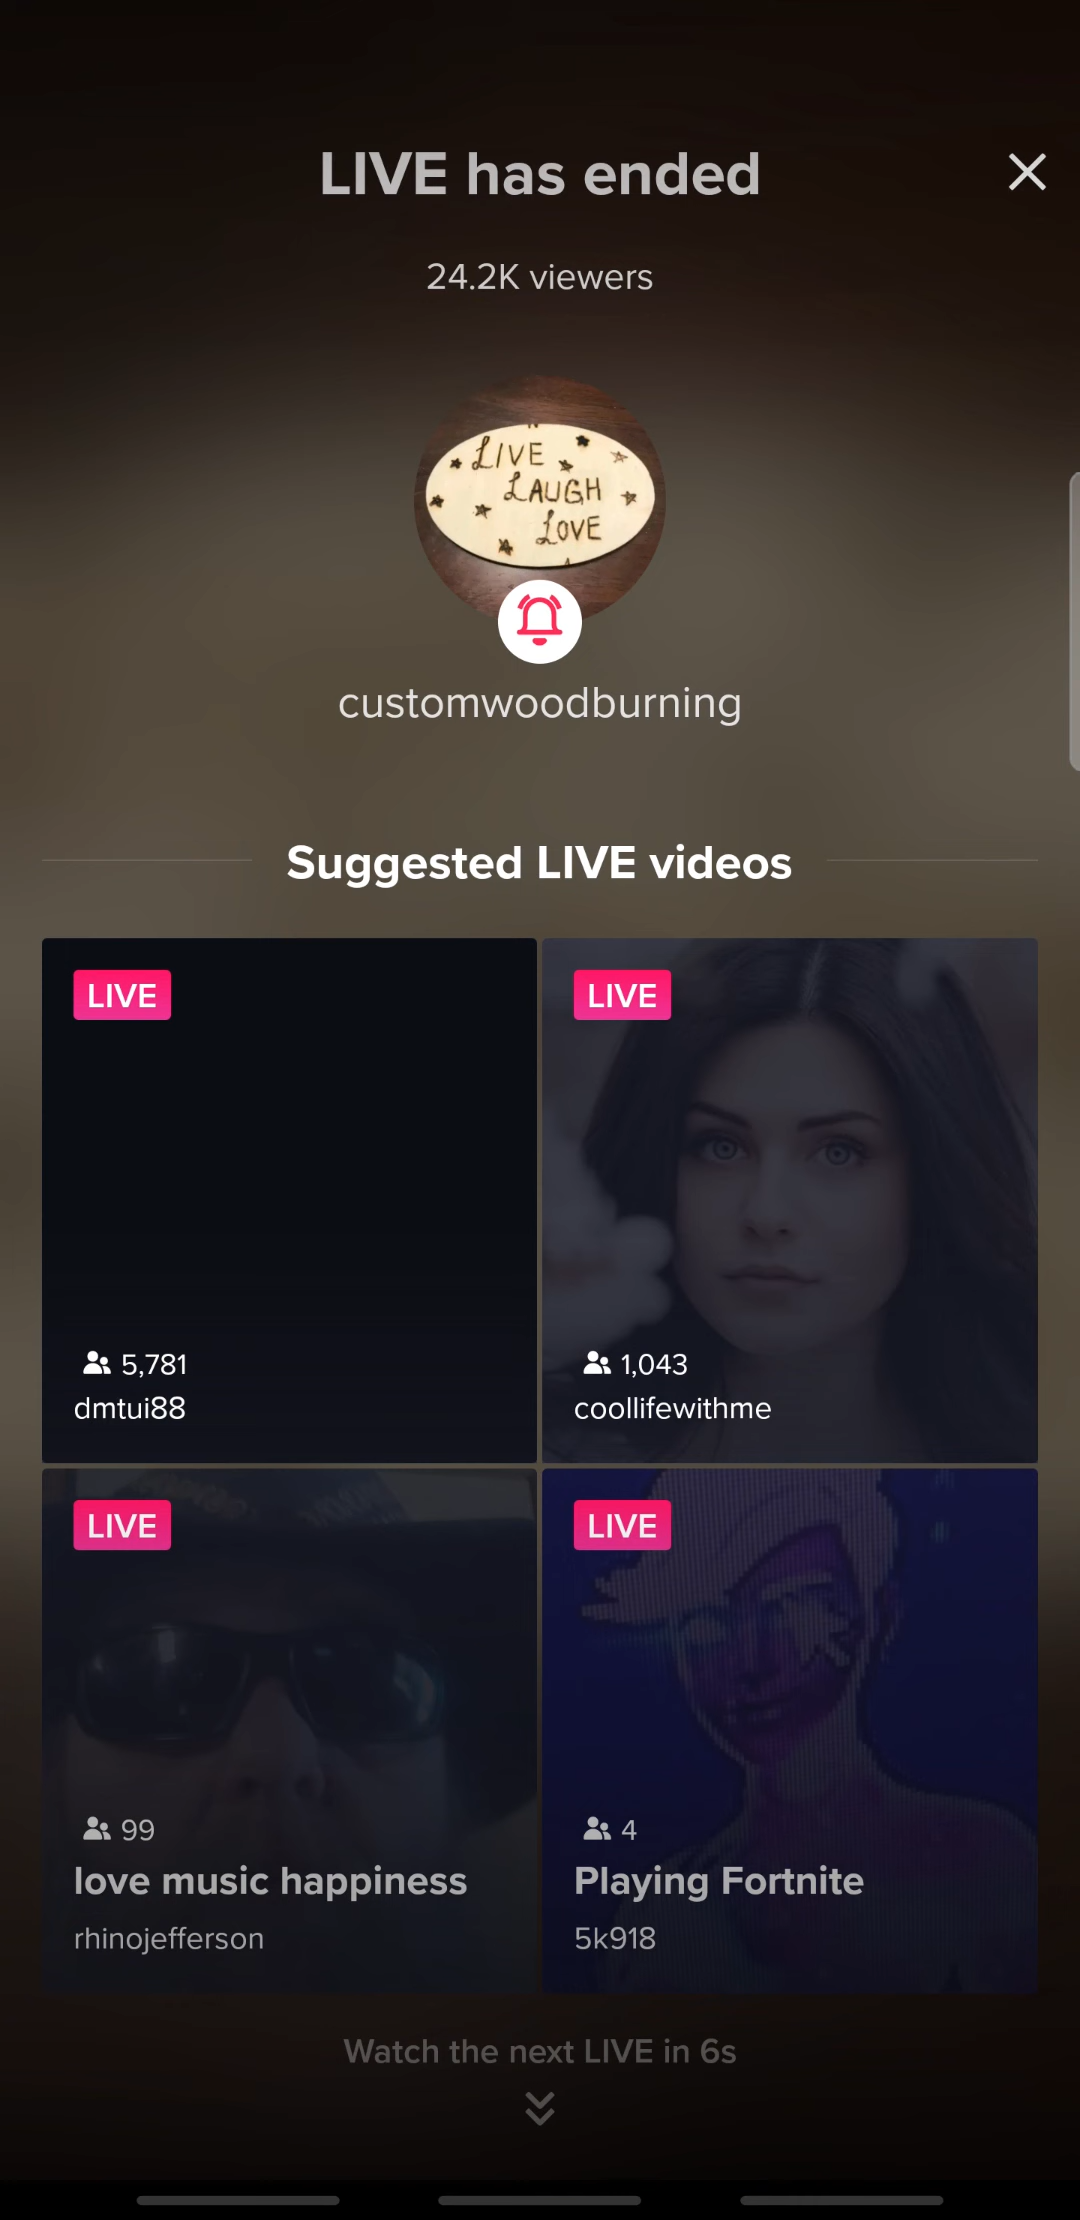 LIVE has ended
24.2K viewers
LIVE
LAUGH
LOVE
customwoodburning
Suggested LIVE videos
LIVE
5,781
dmtui88
LIVE
1,043
coollifewithme
LIVE
99
love music happiness
rhinojefferson
LIVE
4
Playing Fortnite
5k918
Watch the next LIVE in 6s